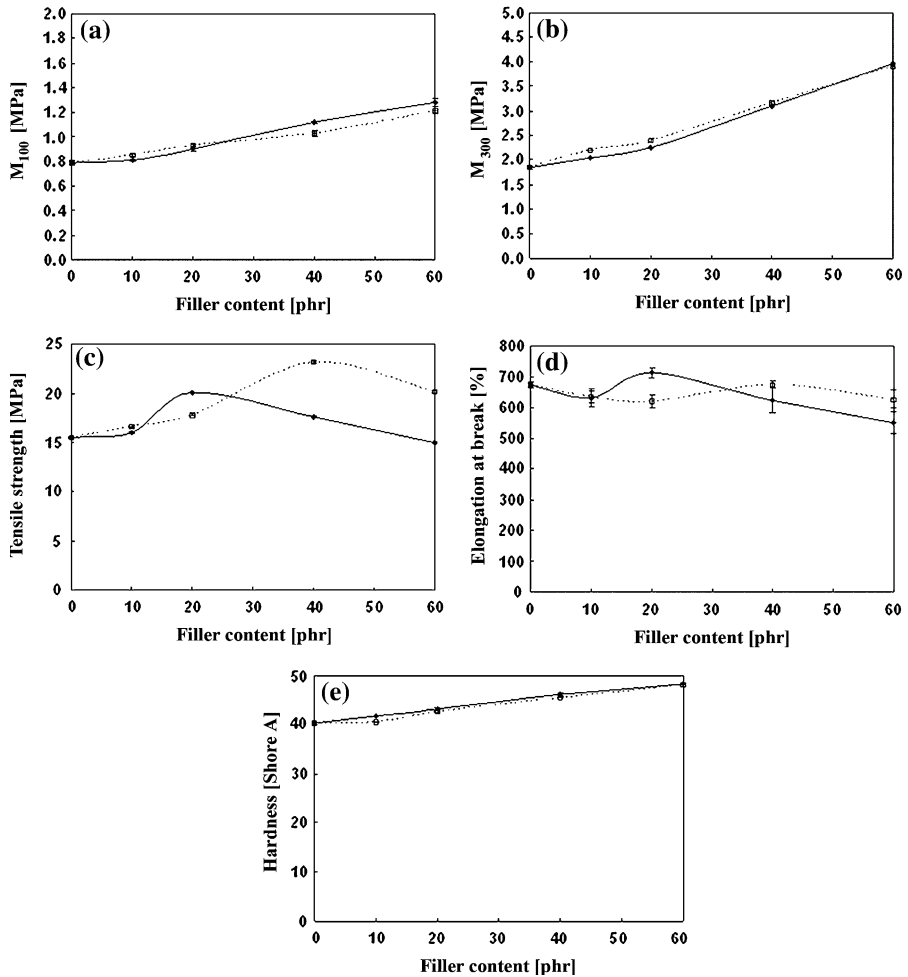 (a)
2.0
1.8
1.6
1.4
1.2
1.0
0.8
0.6
0.4
0.2
0.0
M100 [MPa]
0 10 20 30 40 50 60
Filler content [phr]
(b)
5.0
4.5
4.0
3.5
3.0
2.5
2.0
1.5
1.0
0.5
0.0
M300 [MPa]
0 10 20 30 40 50 60
Filler content [phr]
(c)
25
20
15
10
5
0
Tensile strength [MPa]
0 10 20 30 40 50 60
Filler content [phr]
(d)
800
700
600
500
400
300
200
100
0
Elongation at break [%]
0 10 20 30 40 50 60
Filler content [phr]
(e)
50
40
30
20
10
0
Hardness [Shore A]
0 10 20 30 40 50 60
Filler content [phr]